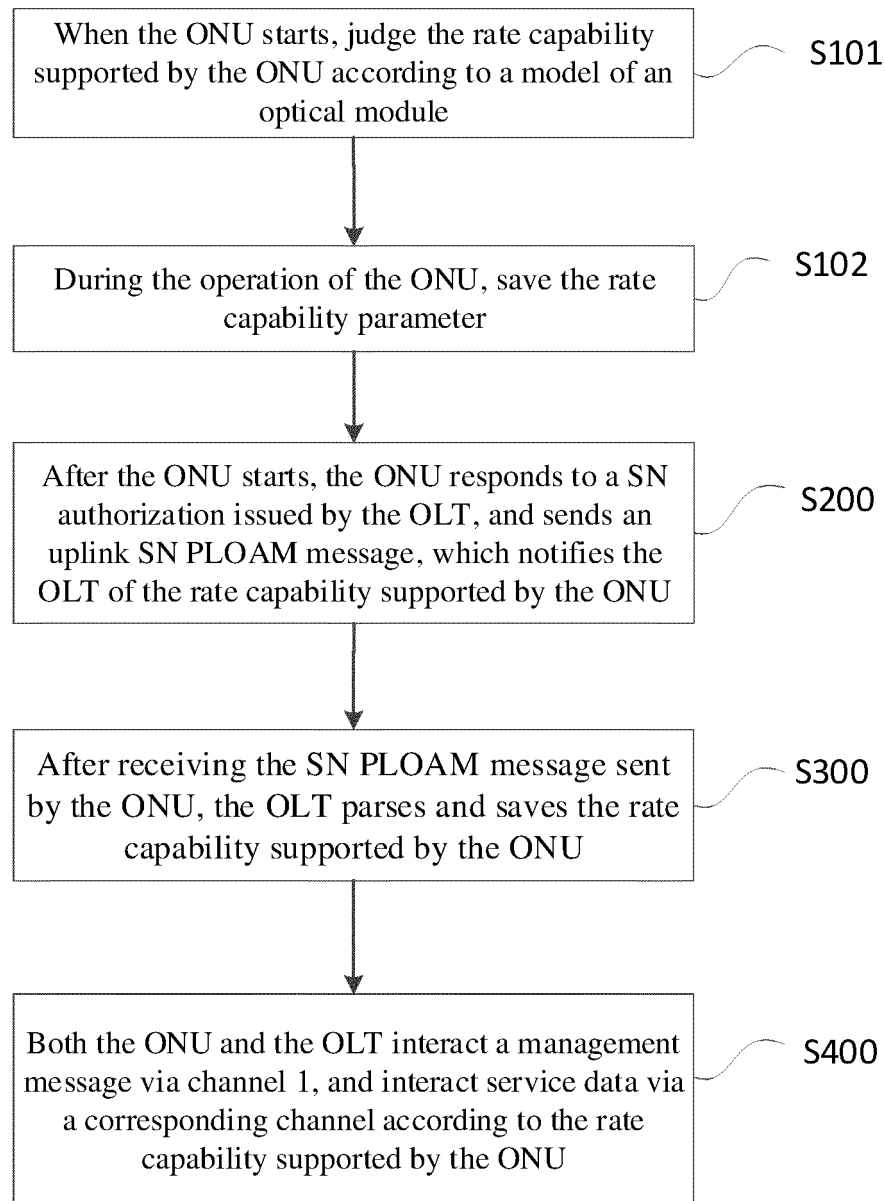 When the ONU starts, judge the rate capability
supported by the ONU according to a model of an
optical module
S101
During the operation of the ONU, save the rate
capability parameter
S102
After the ONU starts, the ONU responds to a SN
authorization issued by the OLT, and sends an
uplink SN PLOAM message, which notifies the
OLT of the rate capability supported by the ONU
S200
After receiving the SN PLOAM message sent
by the ONU, the OLT parses and saves the rate
capability supported by the ONU
S300
Both the ONU and the OLT interact a management
message via channel 1, and interact service data via
a corresponding channel according to the rate
capability supported by the ONU
S400